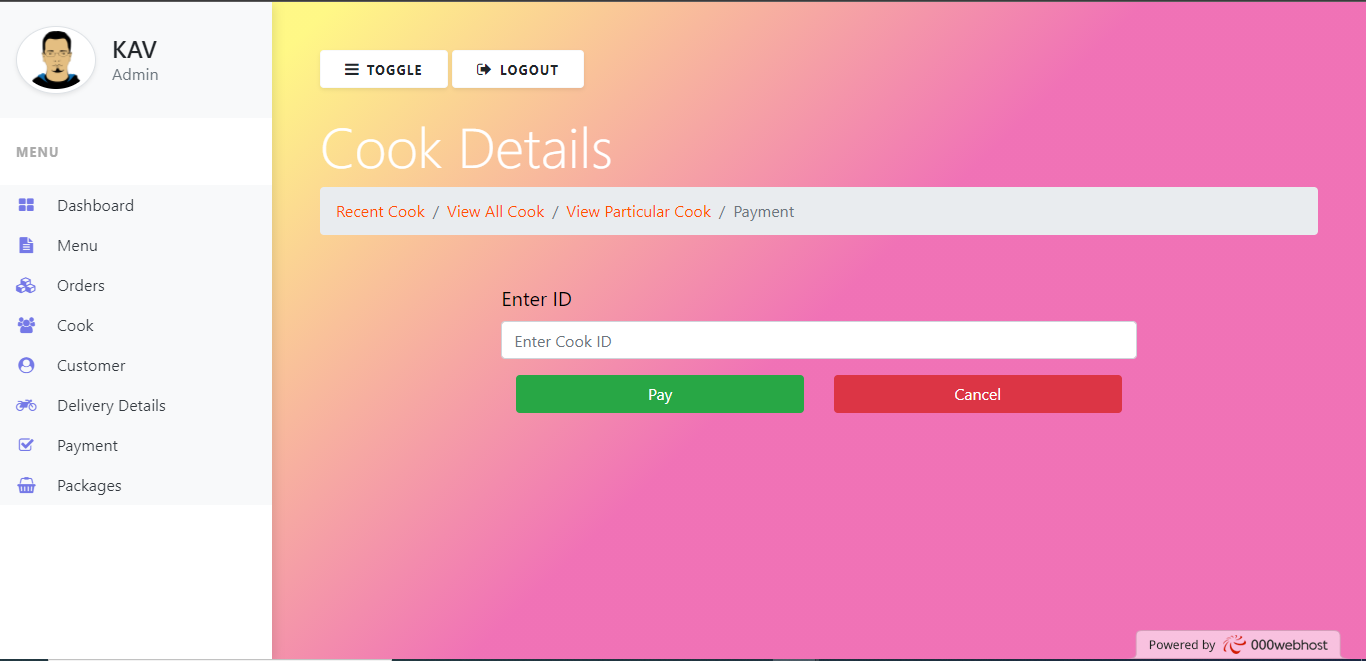 KAV
Admin
MENU
Dashboard
Menu
Orders
Cook
Customer
Delivery Details
Payment
Packages
TOGGLE
LOGOUT
Cook Details
Recent Cook / View All Cook / View Particular Cook / Payment
Enter ID
Enter Cook ID
Pay
Cancel
Powered by 000webhost